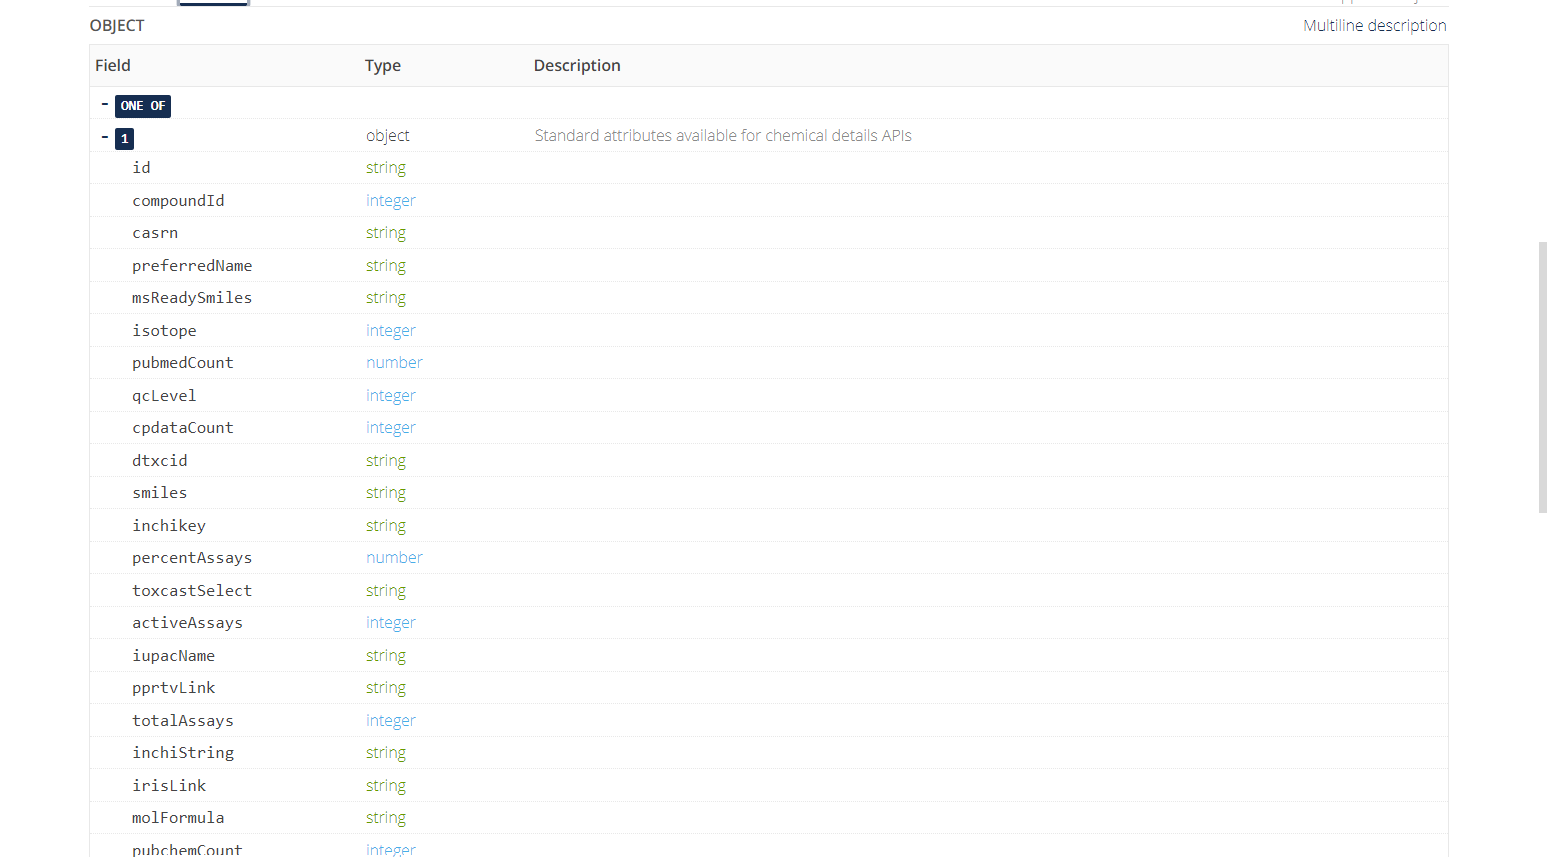 OBJECT Multiline description
Field Type Description
- ONE OF
- 1 object Standard attributes available for chemical details APIs
id string
compoundId integer
casrn string
preferredName string
msReadySmiles string
isotope integer
pubmedCount number
qcLevel integer
cpdataCount integer
dtxcid string
smiles string
inchikey string
percentAssays number
toxcastSelect string
activeAssays integer
iupacName string
pprtvLink string
totalAssays integer
inchiString string
irisLink string
molFormula string
pubchemCount integer